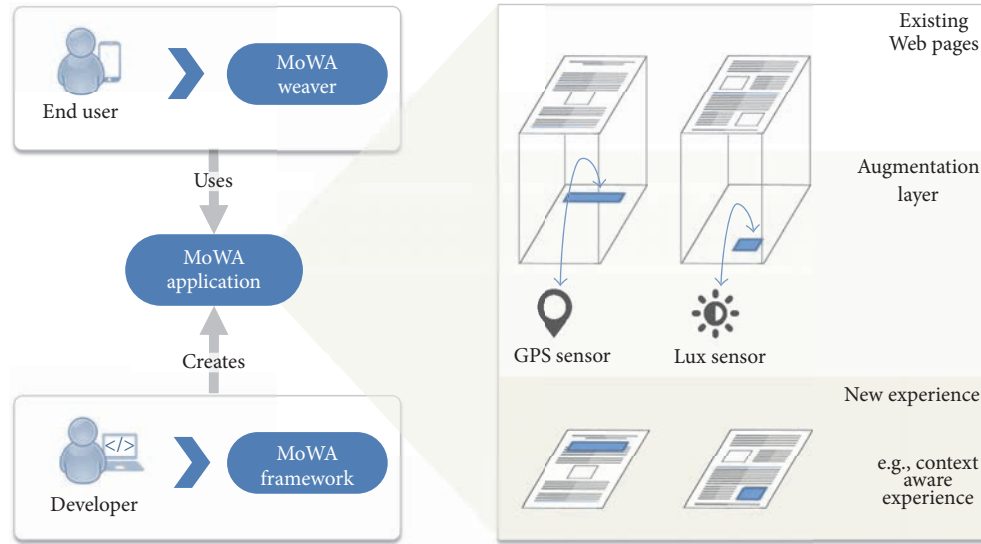 MoWA
weaver
End user
Uses
MoWA
application
Creates
</>
MoWA
framework
Developer
Existing
Web pages
Augmentation
layer
GPS sensor
Lux sensor
New experience
e.g., context
aware
experience